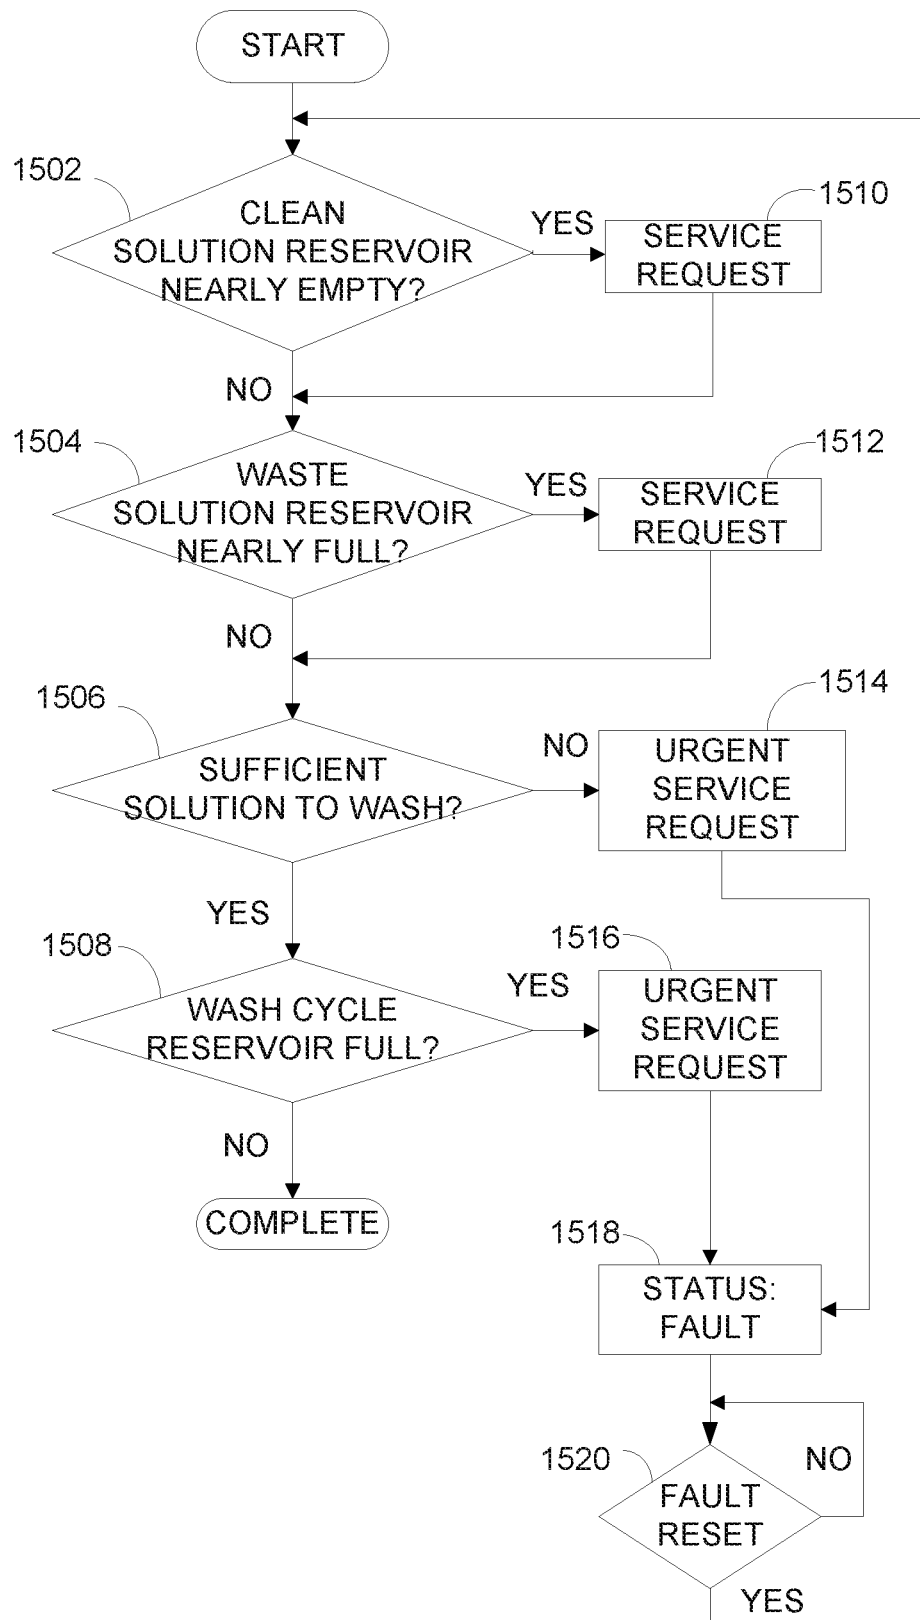 START
1502
CLEAN
SOLUTION RESERVOIR
NEARLY EMPTY?
YES
1510
SERVICE
REQUEST
NO
1504
WASTE
SOLUTION RESERVOIR
NEARLY FULL?
YES
1512
SERVICE
REQUEST
NO
1506
SUFFICIENT
SOLUTION TO WASH?
NO
1514
URGENT
SERVICE
REQUEST
YES
1508
WASH CYCLE
RESERVOIR FULL?
YES
1516
URGENT
SERVICE
REQUEST
NO
COMPLETE
1518
STATUS:
FAULT
1520
FAULT
RESET
NO
YES